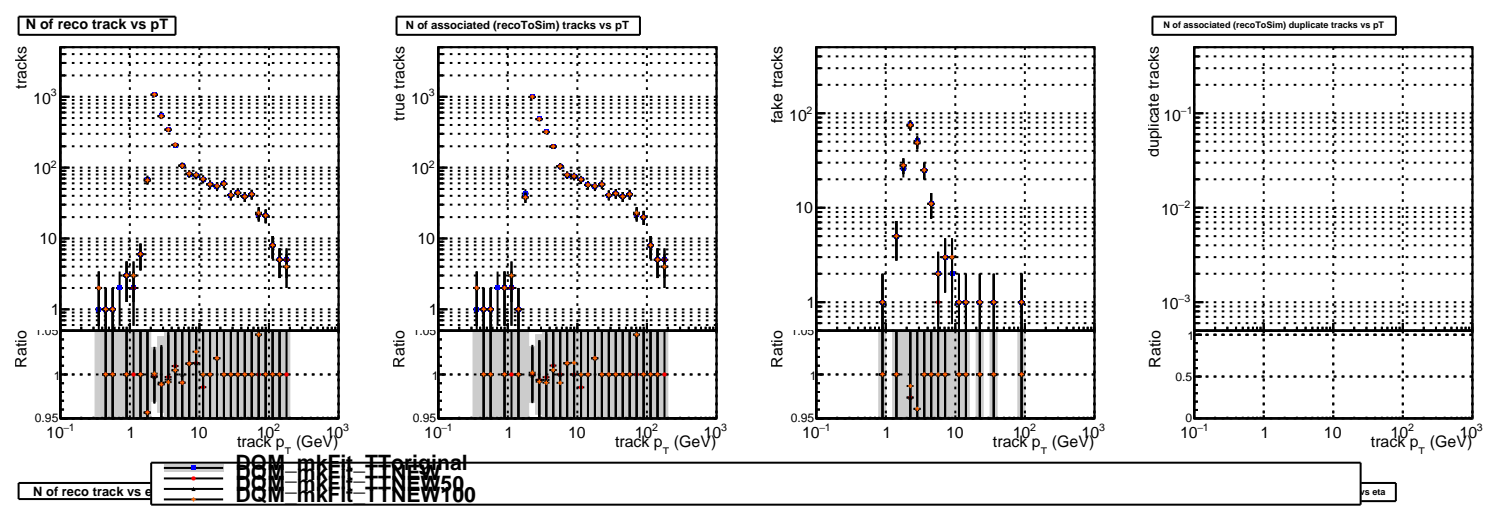 N of reco track vs pT
N of associated (recoToSim) tracks vs pT
N of associated (recoToSim) duplicate tracks vs pT
tracks
10³
10²
10
1
Ratio
1.05
1
0.95
10⁻¹ 1 10 10² 10³
track p_T (GeV)
true tracks
10³
10²
10
1
Ratio
1.05
1
0.95
10⁻¹ 1 10 10² 10³
track p_T (GeV)
fake tracks
10²
10
1
Ratio
1.05
1
0.95
10⁻¹ 1 10 10² 10³
track p_T (GeV)
duplicate tracks
10⁻¹
10⁻²
10⁻³
Ratio
1
0.5
0
10⁻¹ 1 10 10² 10³
track p_T (GeV)
DQM_mkFit_TToriginal
DQM_mkFit_TTNEW
DQM_mkFit_TTNEW50
DQM_mkFit_TTNEW100
N of reco track vs e
vs eta